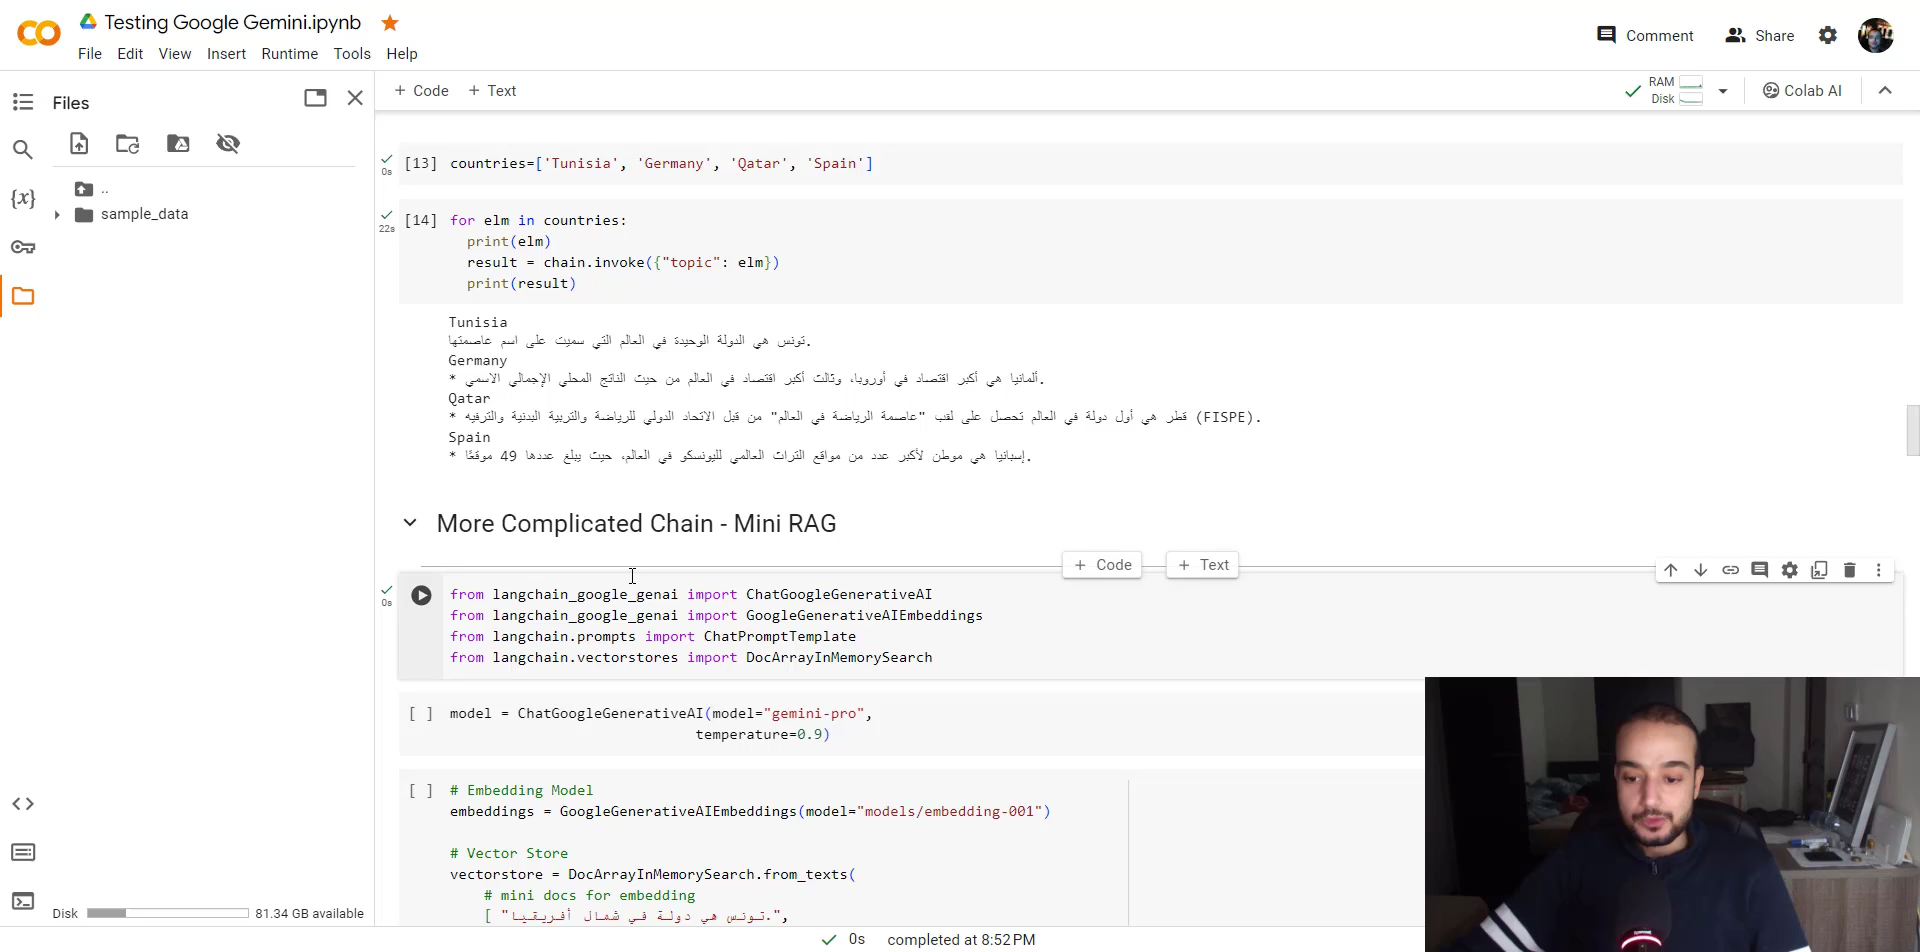 Testing Google Gemini.ipynb
File Edit View Insert Runtime Tools Help
Comment Share
Files
+ Code + Text
RAM
Disk
Colab AI
..
sample_data
{x}
0s
[13] countries=['Tunisia', 'Germany', 'Qatar', 'Spain']
22s
[14] for elm in countries:
print(elm)
result = chain.invoke({"topic": elm})
print(result)
Tunisia
تونس هي الدولة الوحيدة في العالم التي سميت على اسم عاصمتها.
Germany
* ألمانيا هي أكبر اقتصاد في أوروبا، وثالث أكبر اقتصاد في العالم من حيث الناتج المحلي الإجمالي الاسمي.
Qatar
* قطر هي أول دولة في العالم تحصل على لقب "عاصمة الرياضة في العالم" من قبل الاتحاد الدولي للرياضة والتربية البدنية والترفيه (FISPE).
Spain
* إسبانيا هي موطن لأكبر عدد من مواقع التراث العالمي لليونسكو في العالم، حيث يبلغ عددها 49 موقعًا.
More Complicated Chain - Mini RAG
+ Code + Text
0s
from langchain_google_genai import ChatGoogleGenerativeAI
from langchain_google_genai import GoogleGenerativeAIEmbeddings
from langchain.prompts import ChatPromptTemplate
from langchain.vectorstores import DocArrayInMemorySearch
[ ] model = ChatGoogleGenerativeAI(model="gemini-pro",
temperature=0.9)
[ ] # Embedding Model
embeddings = GoogleGenerativeAIEmbeddings(model="models/embedding-001")
# Vector Store
vectorstore = DocArrayInMemorySearch.from_texts(
# mini docs for embedding
[ "تونس هي دولة في شمال أفريقيا.",
Disk 81.34 GB available
0s completed at 8:52 PM